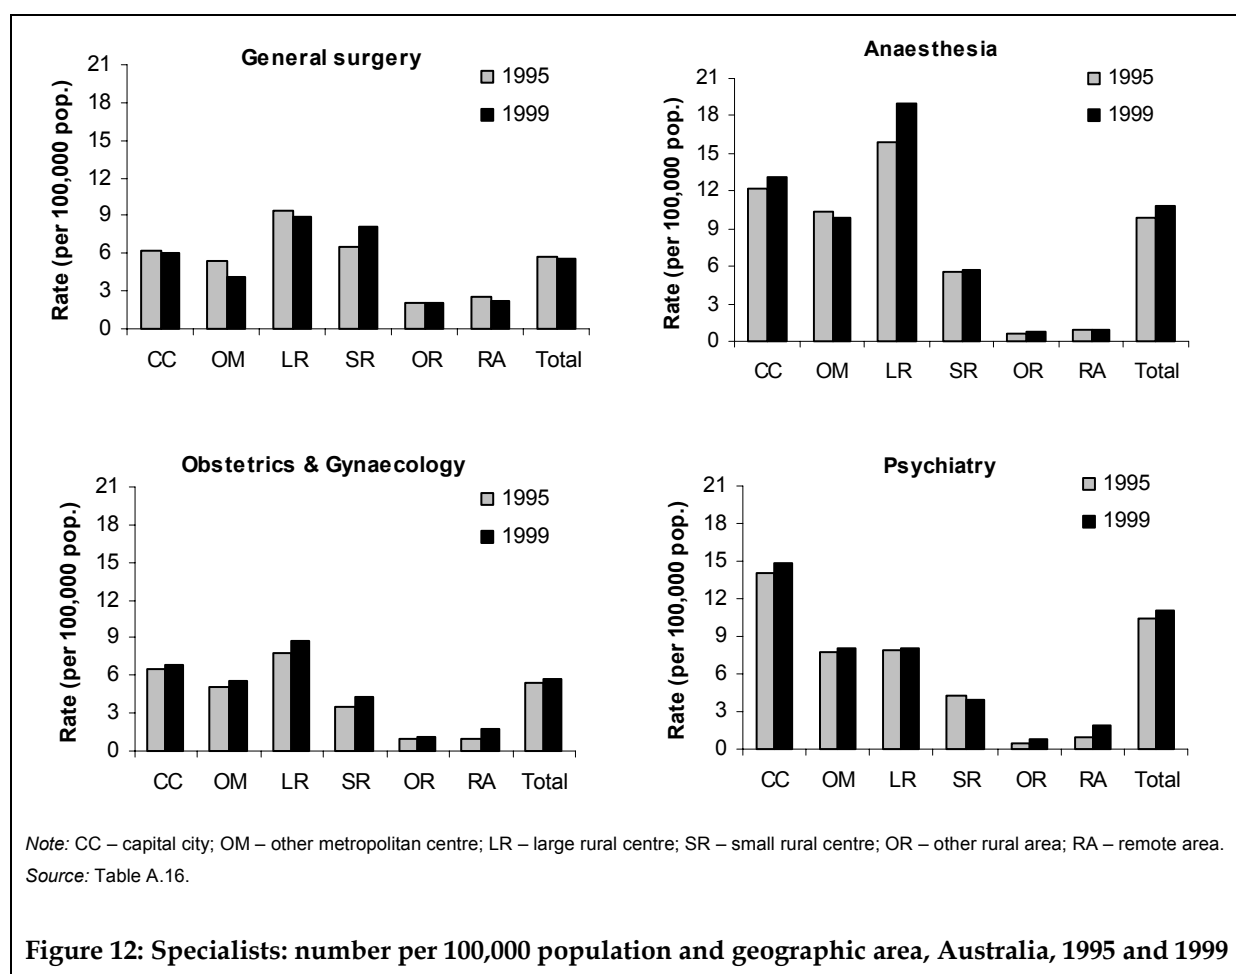 General surgery
1995
1999
Rate (per 100,000 pop.)
21
18
15
12
9
6
3
0
CC OM LR SR OR RA Total
Anaesthesia
1995
1999
Rate (per 100,000 pop.)
21
18
15
12
9
6
3
0
CC OM LR SR OR RA Total
Obstetrics & Gynaecology
1995
1999
Rate (per 100,000 pop.)
21
18
15
12
9
6
3
0
CC OM LR SR OR RA Total
Psychiatry
1995
1999
Rate (per 100,000 pop.)
21
18
15
12
9
6
3
0
CC OM LR SR OR RA Total
Note: CC – capital city; OM – other metropolitan centre; LR – large rural centre; SR – small rural centre; OR – other rural area; RA – remote area.
Source: Table A.16.
Figure 12: Specialists: number per 100,000 population and geographic area, Australia, 1995 and 1999